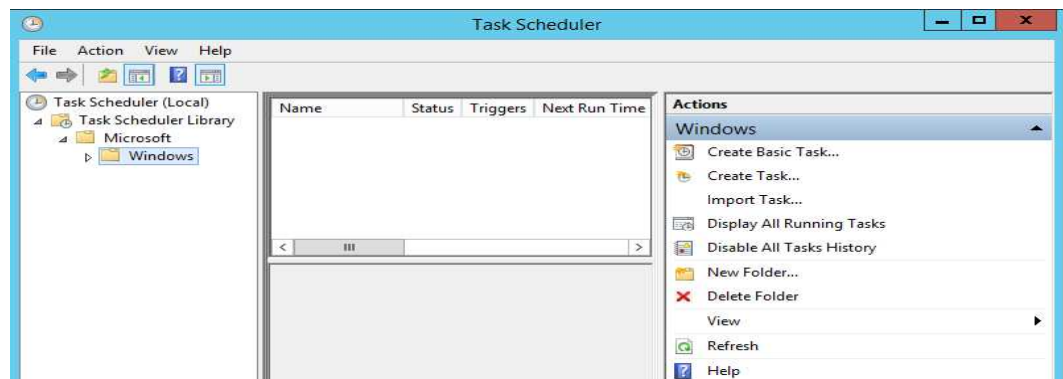 Task Scheduler
File Action View Help
Task Scheduler (Local)
Task Scheduler Library
Microsoft
Windows
Name Status Triggers Next Run Time
Actions
Windows
Create Basic Task...
Create Task...
Import Task...
Display All Running Tasks
Disable All Tasks History
New Folder...
Delete Folder
View
Refresh
Help